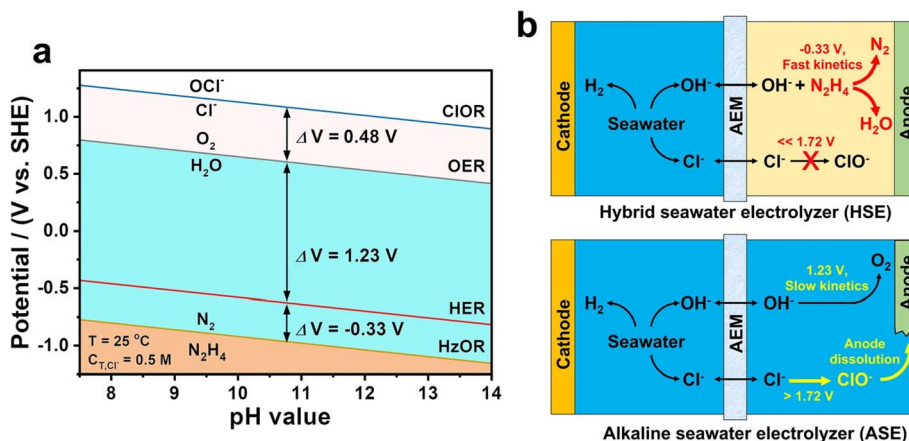 a
Potential / (V vs. SHE)
1.0
0.5
0.0
-0.5
-1.0
OCl⁻
Cl⁻
O₂
H₂O
ClOR
ΔV = 0.48 V
OER
ΔV = 1.23 V
HER
N₂
ΔV = -0.33 V
HzOR
N₂H₄
T = 25 °C
C_T,Cl⁻ = 0.5 M
8 9 10 11 12 13 14
pH value
b
Cathode
H₂
OH⁻
Seawater
Cl⁻
AEM
-0.33 V,
Fast kinetics
N₂
OH⁻ + N₂H₄
H₂O
<< 1.72 V
Cl⁻ X ClO⁻
Anode
Hybrid seawater electrolyzer (HSE)
Cathode
H₂
OH⁻
Seawater
Cl⁻
AEM
1.23 V,
Slow kinetics
O₂
OH⁻
Anode
dissolution
Cl⁻ ClO⁻
> 1.72 V
Anode
Alkaline seawater electrolyzer (ASE)